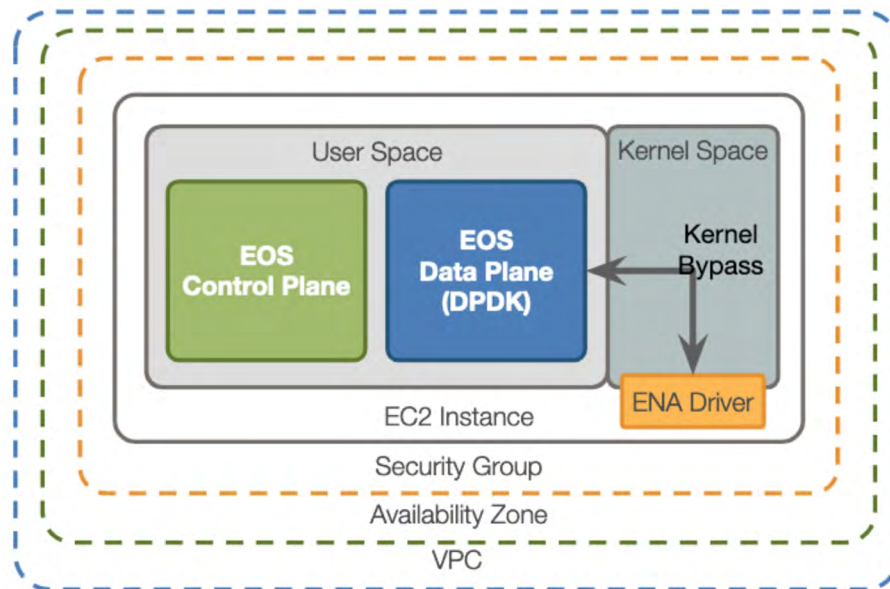 User Space
Kernel Space
EOS
Control Plane
EOS
Data Plane
(DPDK)
Kernel
Bypass
ENA Driver
EC2 Instance
Security Group
Availability Zone
VPC